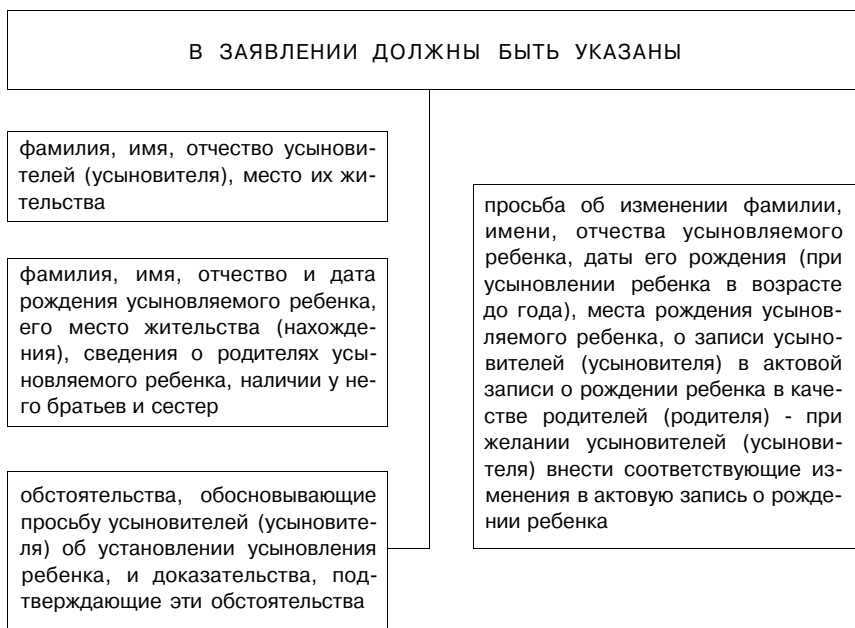 В ЗАЯВЛЕНИИ ДОЛЖНЫ БЫТЬ УКАЗАНЫ
фамилия, имя, отчество усынови-
телей (усыновителя), место их жи-
тельства
фамилия, имя, отчество и дата
рождения усыновляемого ребенка,
его место жительства (нахожде-
ния), сведения о родителях усы-
новляемого ребенка, наличии у не-
го братьев и сестер
обстоятельства, обосновывающие
просьбу усыновителей (усыновите-
ля) об установлении усыновления
ребенка, и доказательства, под-
тверждающие эти обстоятельства
просьба об изменении фамилии,
имени, отчества усыновляемого
ребенка, даты его рождения (при
усыновлении ребенка в возрасте
до года), места рождения усынов-
ляемого ребенка, о записи усыно-
вителей (усыновителя) в актовой
записи о рождении ребенка в каче-
стве родителей (родителя) - при
желании усыновителей (усынови-
теля) внести соответствующие из-
менения в актовую запись о рожде-
нии ребенка